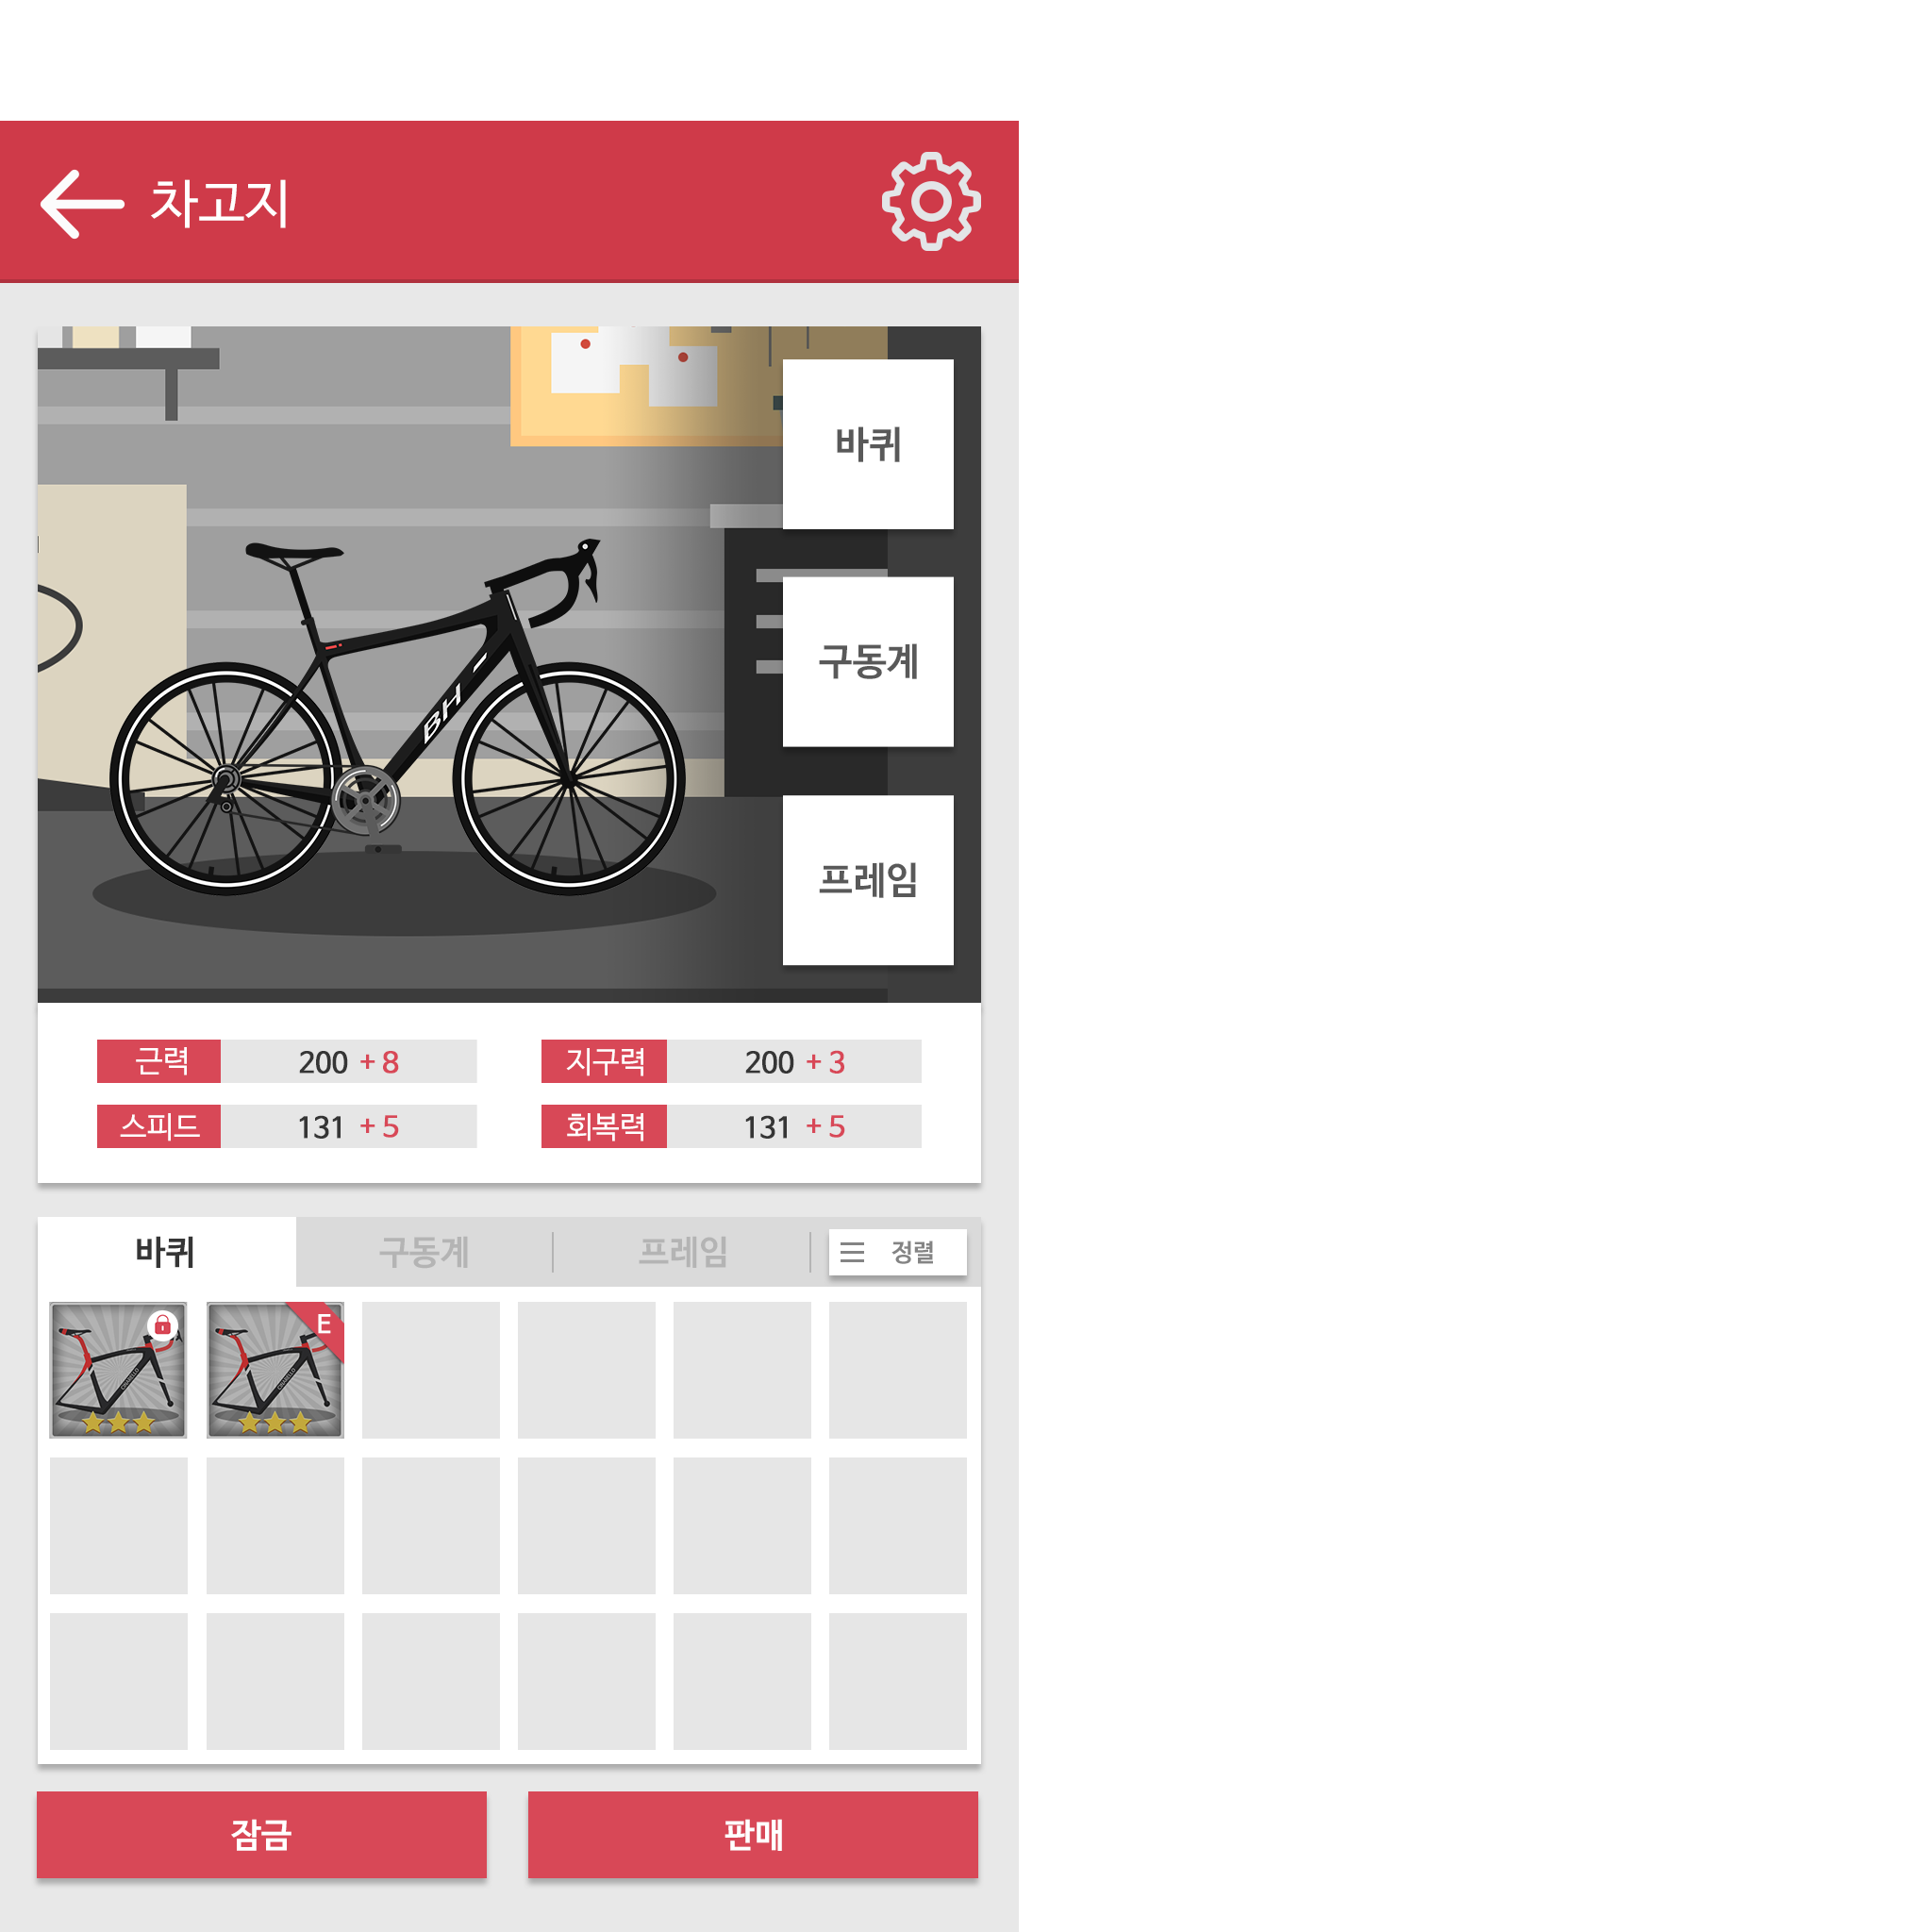 차고지
바퀴
구동계
프레임
BH
근력 200 + 8 지구력 200 + 3
스피드 131 + 5 회복력 131 + 5
바퀴 구동계 프레임 정렬
E
잠금 판매